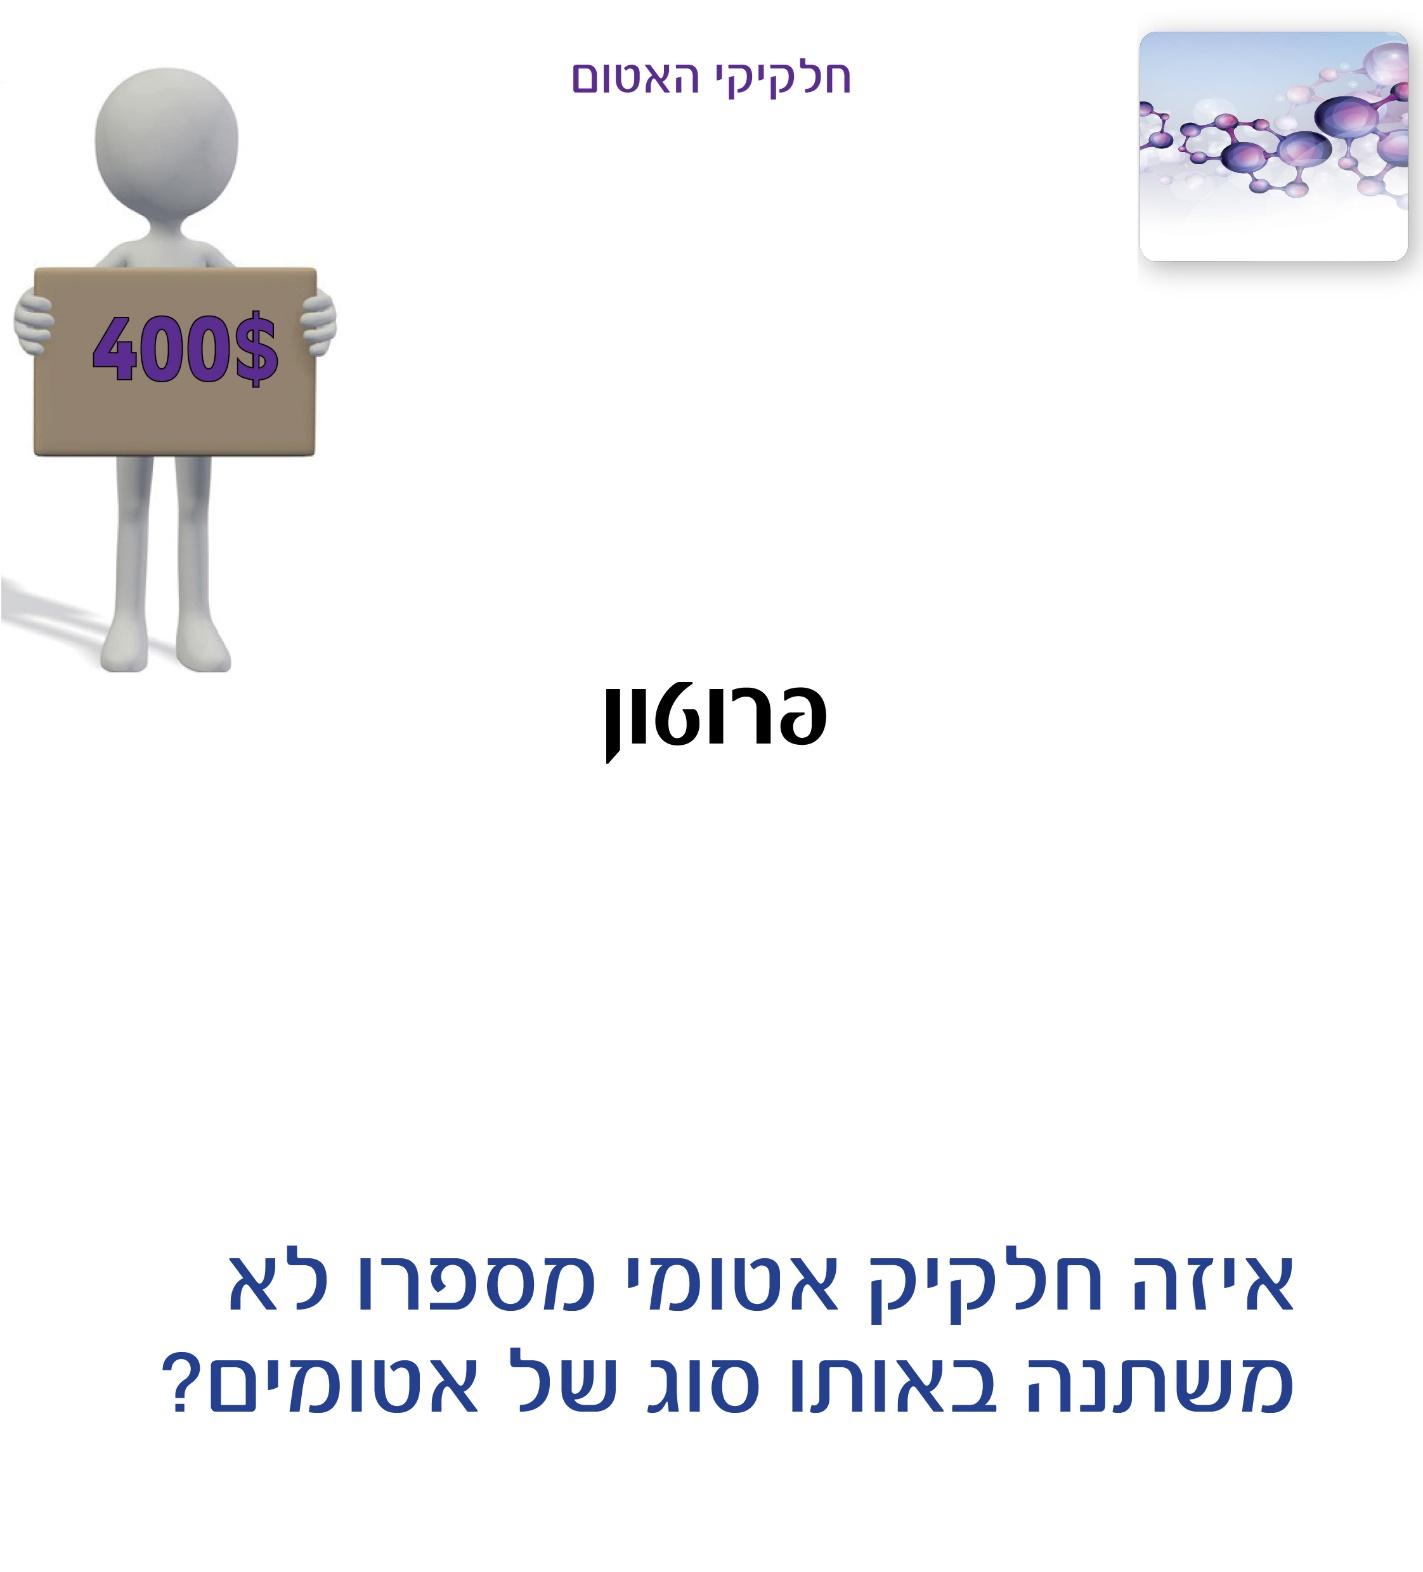 חלקיקי האטום
400$
פרוטון
איזה חלקיק אטומי מספרו לא
משתנה באותו סוג של אטומים?